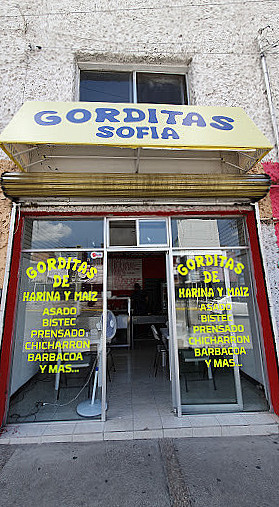 GORDITAS
SOFIA
GORDITAS
DE
HARINA Y MAIZ
ASADO
BISTEC
PRENSADO
CHICHARRON
BARBACOA
Y MAS...
GORDITAS
DE
HARINA Y MAIZ
ASADO
BISTEC
PRENSADO
CHICHARRON
BARBACOA
Y MAS...